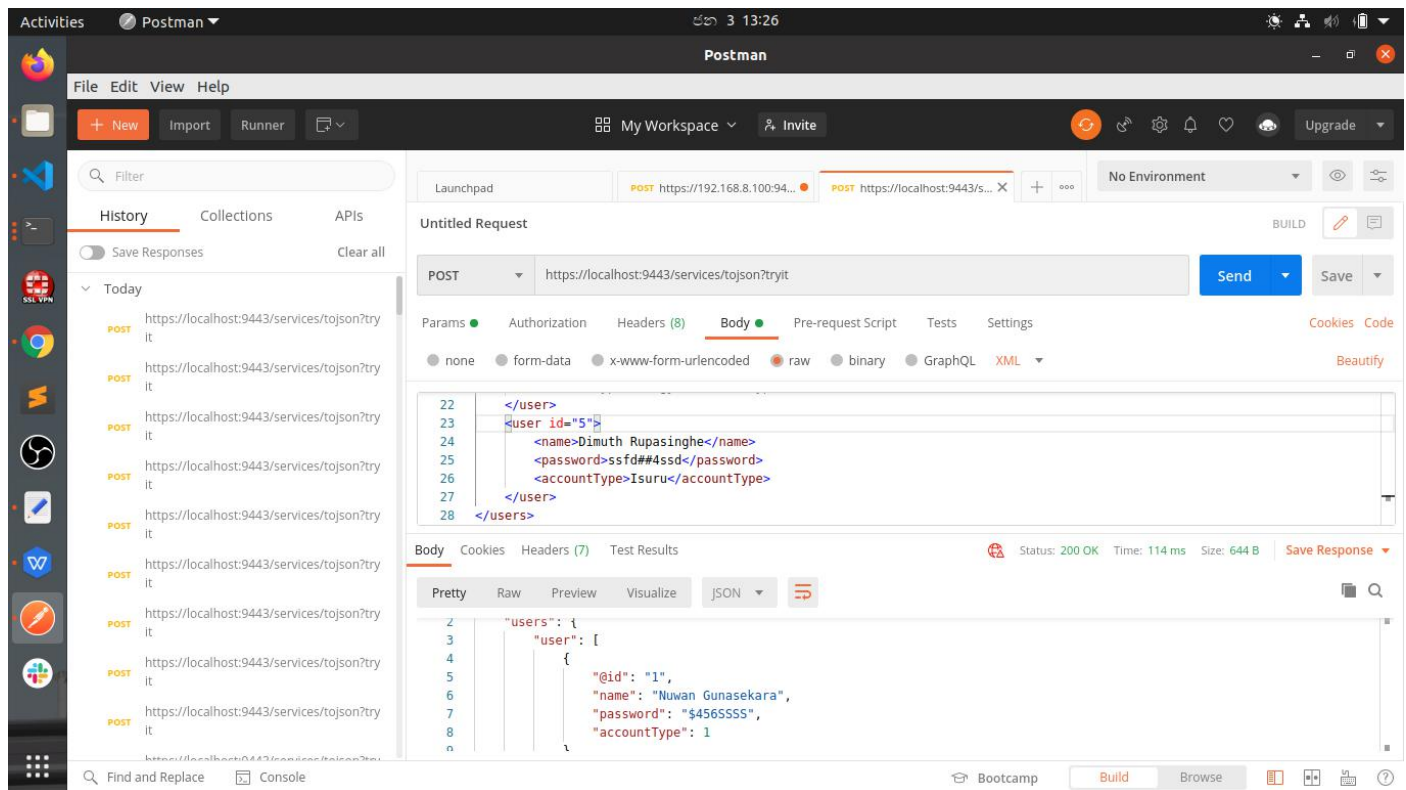 Activities
Postman
ජන 3 13:26
Postman
File Edit View Help
+ New
Import
Runner
My Workspace
Invite
Upgrade
Filter
History
Collections
APIs
Save Responses
Clear all
Today
POST https://localhost:9443/services/tojson?try
it
POST https://localhost:9443/services/tojson?try
it
POST https://localhost:9443/services/tojson?try
it
POST https://localhost:9443/services/tojson?try
it
POST https://localhost:9443/services/tojson?try
it
POST https://localhost:9443/services/tojson?try
it
POST https://localhost:9443/services/tojson?try
it
POST https://localhost:9443/services/tojson?try
it
POST https://localhost:9443/services/tojson?try
it
SSL VPN
Launchpad
POST https://192.168.8.100:94...
POST https://localhost:9443/s...
No Environment
Untitled Request
BUILD
POST
https://localhost:9443/services/tojson?tryit
Send
Save
Params
Authorization
Headers (8)
Body
Pre-request Script
Tests
Settings
Cookies
Code
none
form-data
x-www-form-urlencoded
raw
binary
GraphQL
XML
Beautify
22 </user>
23 <user id="5">
24 <name>Dimuth Rupasinghe</name>
25 <password>ssfd##4ssd</password>
26 <accountType>Isuru</accountType>
27 </user>
28 </users>
Body
Cookies
Headers (7)
Test Results
Status: 200 OK
Time: 114 ms
Size: 644 B
Save Response
Pretty
Raw
Preview
Visualize
JSON
2 "users": {
3 "user": [
4 {
5 "@id": "1",
6 "name": "Nuwan Gunasekara",
7 "password": "$456SSSS",
8 "accountType": 1
9 }
Find and Replace
Console
Bootcamp
Build
Browse